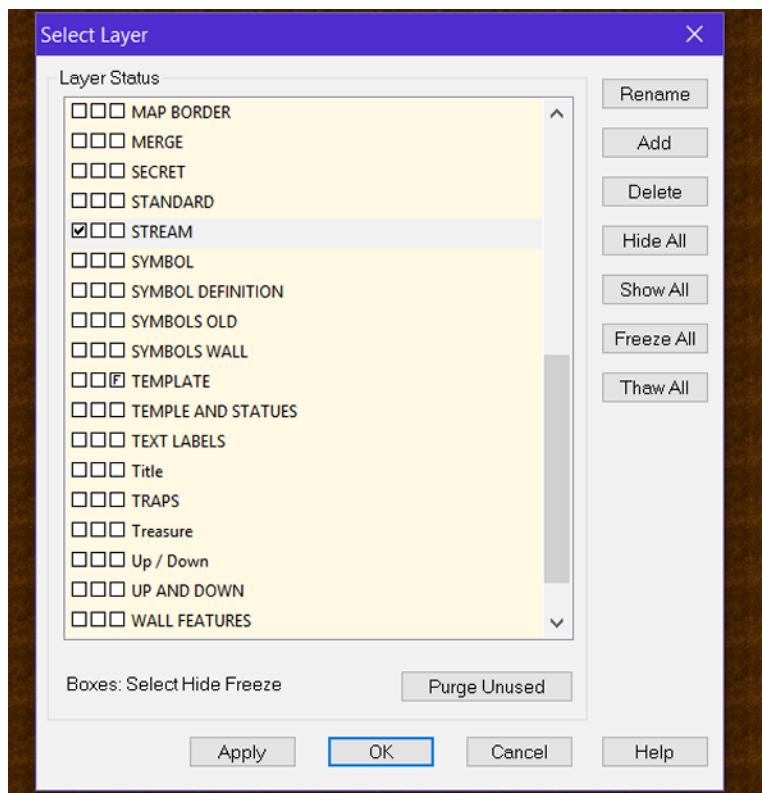 Select Layer
Layer Status
MAP BORDER
MERGE
SECRET
STANDARD
STREAM
SYMBOL
SYMBOL DEFINITION
SYMBOLS OLD
SYMBOLS WALL
F TEMPLATE
TEMPLE AND STATUES
TEXT LABELS
Title
TRAPS
Treasure
Up / Down
UP AND DOWN
WALL FEATURES
Boxes: Select Hide Freeze
Purge Unused
Rename
Add
Delete
Hide All
Show All
Freeze All
Thaw All
Apply
OK
Cancel
Help